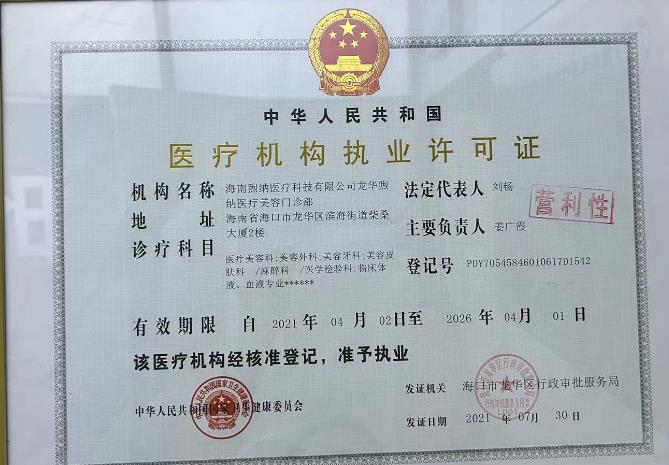 中华人民共和国
医疗机构执业许可证
机构名称 海南煦纳医疗科技有限公司龙华煦
纳医疗美容门诊部
地 址 海南省海口市龙华区滨海街道柴桑
大厦2楼
诊疗科目 医疗美容科;美容外科;美容牙科;美容皮
肤科 /麻醉科 /医学检验科:临床体
液、血液专业******
法定代表人 刘杨
主要负责人 姜广霞
登记号 PDY70545846010617D1542
营利性
有效期限 自 2021 年 04 月 02日至 2026 年 04 月 01 日
该医疗机构经核准登记，准予执业
中华人民共和国国家卫生健康委员会
发证机关 海口市龙华区行政审批服务局
发证日期 2021 年 07月 30 日